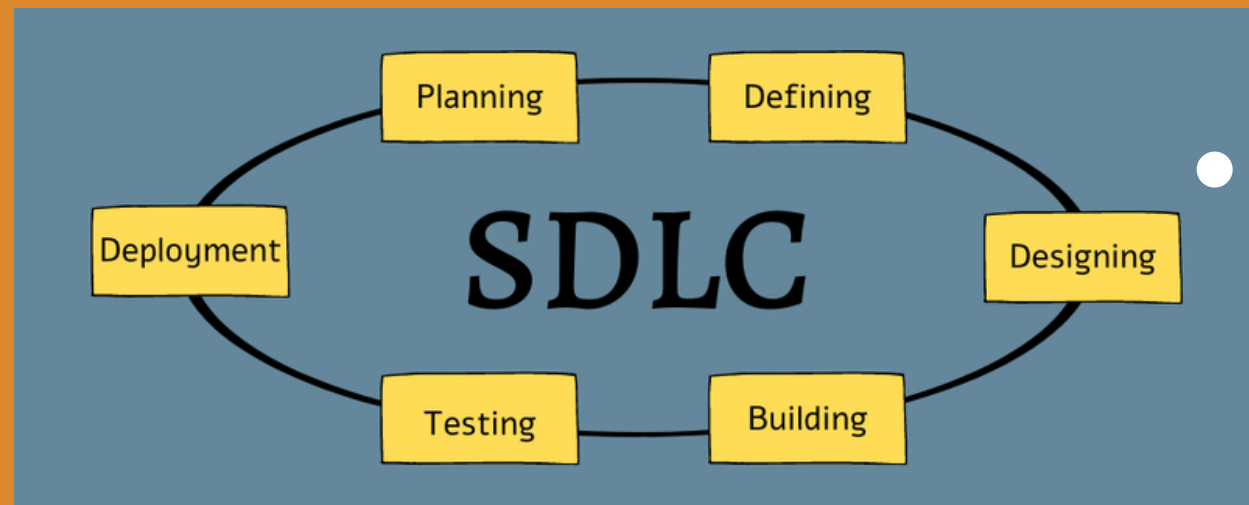 Planning
Defining
Deployment
SDLC
Designing
Testing
Building